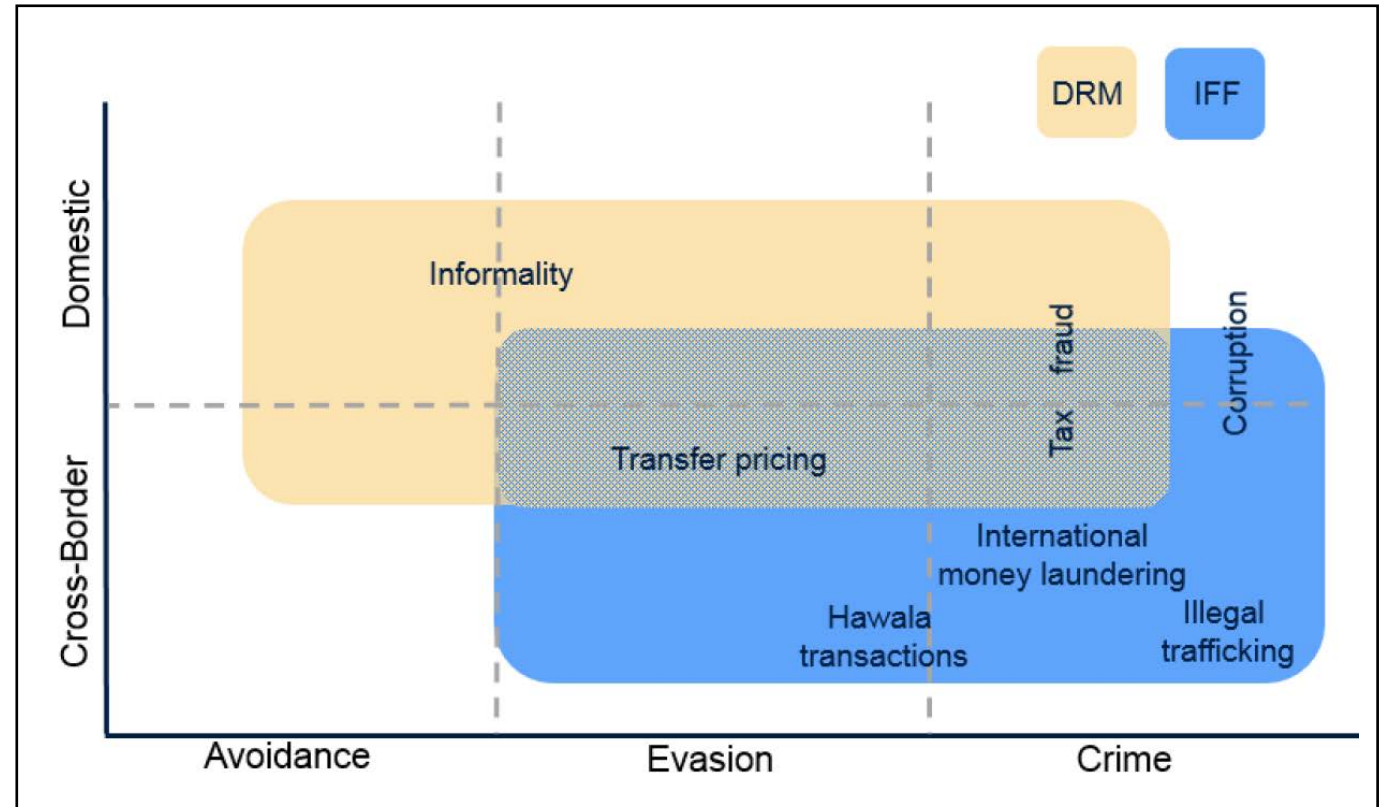 DRM
IFF
Domestic
Informality
Tax fraud
Corruption
Cross-Border
Transfer pricing
International
money laundering
Hawala
transactions
Illegal
trafficking
Avoidance
Evasion
Crime